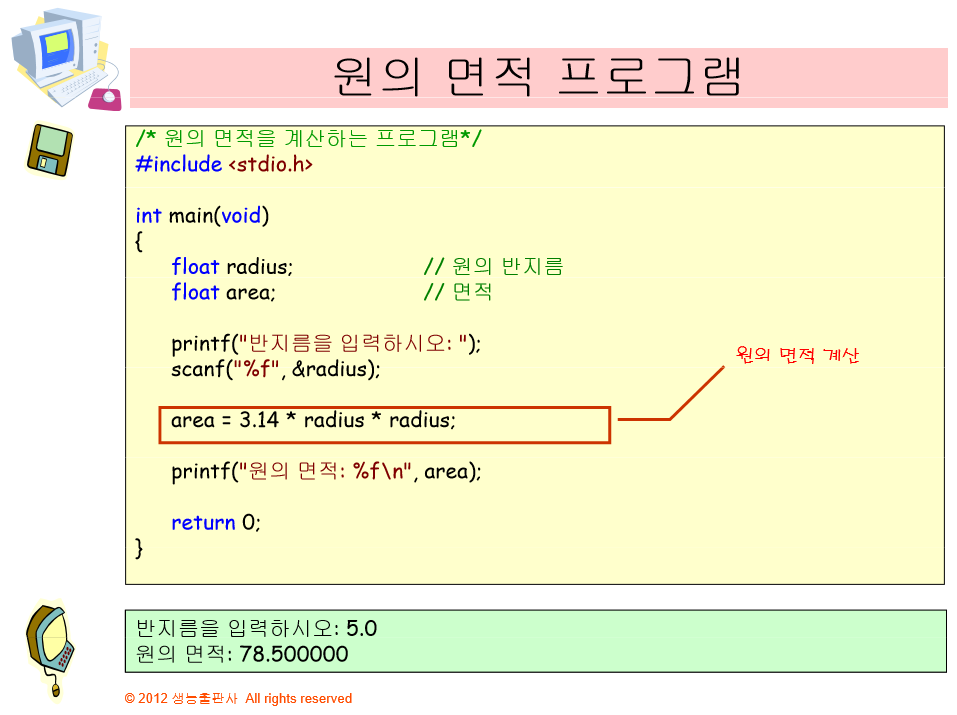 원의 면적 프로그램
/* 원의 면적을 계산하는 프로그램*/
#include <stdio.h>
int main(void)
{
float radius; // 원의 반지름
float area; // 면적
printf("반지름을 입력하시오: ");
scanf("%f", &radius);
원의 면적 계산
area = 3.14 * radius * radius;
printf("원의 면적: %f\n", area);
return 0;
}
반지름을 입력하시오: 5.0
원의 면적: 78.500000
© 2012 생능출판사 All rights reserved